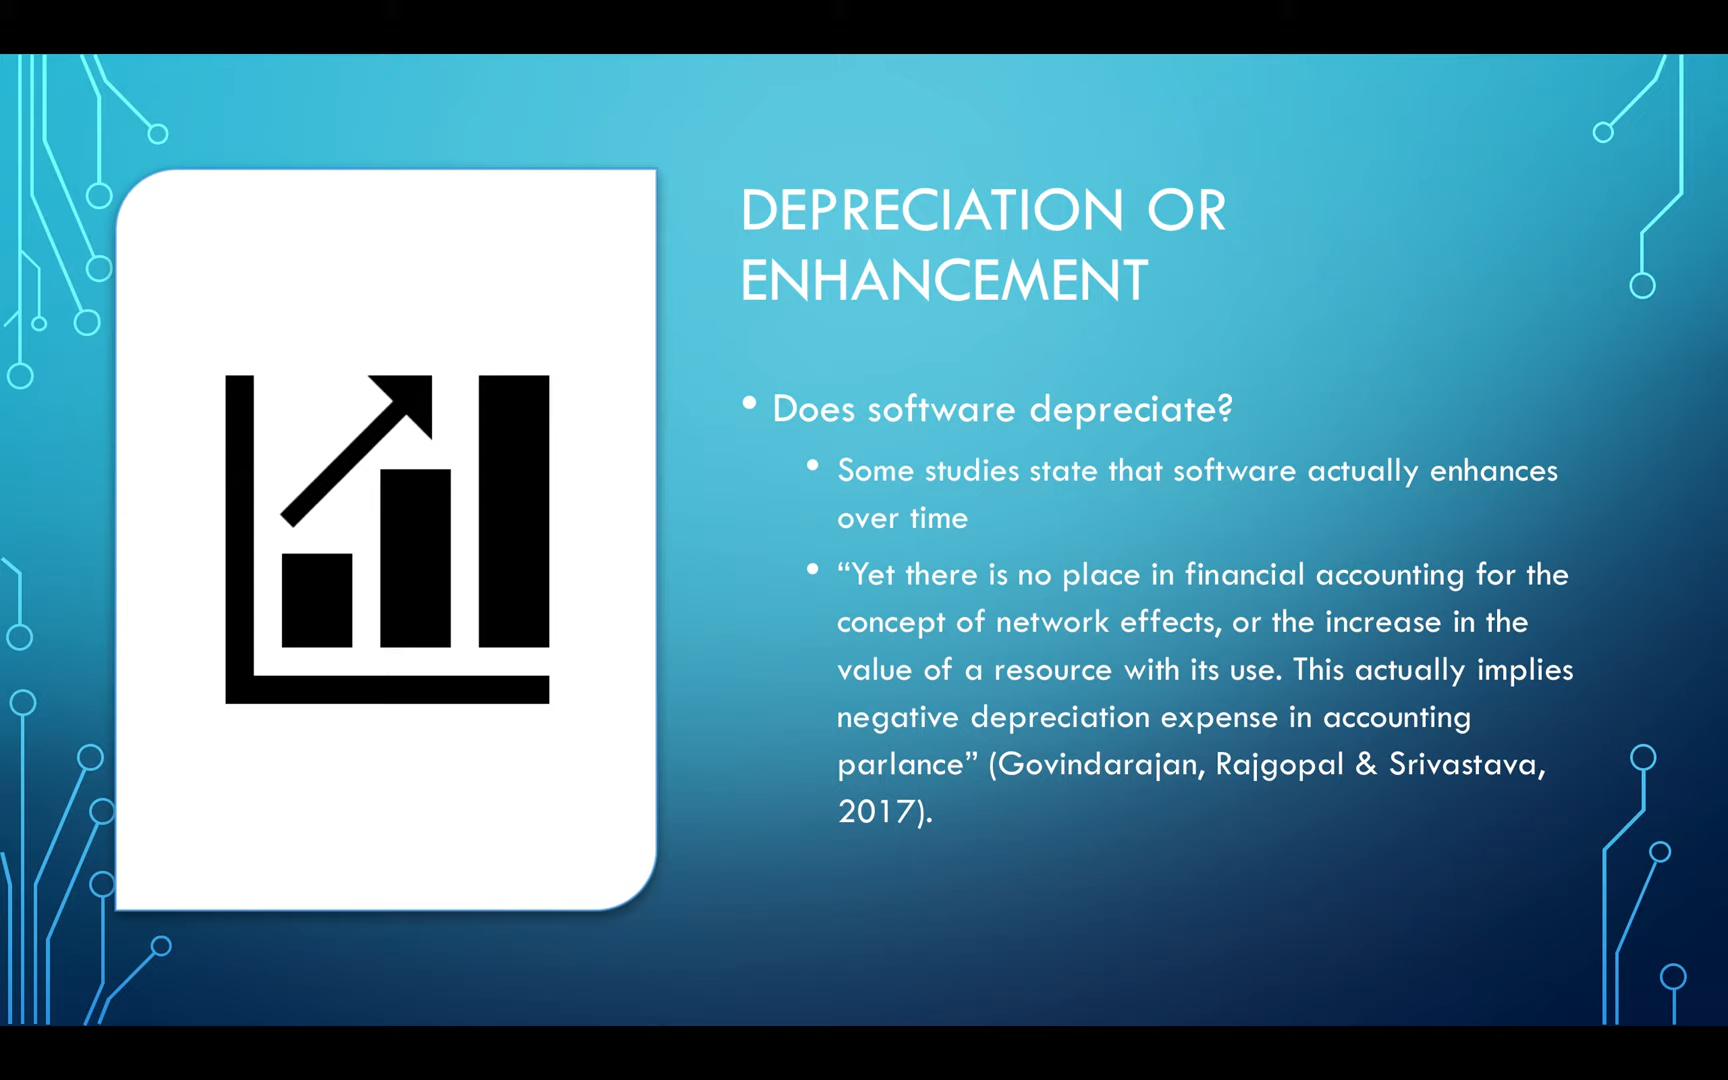 DEPRECIATION OR
ENHANCEMENT
• Does software depreciate?
• Some studies state that software actually enhances
over time
• “Yet there is no place in financial accounting for the
concept of network effects, or the increase in the
value of a resource with its use. This actually implies
negative depreciation expense in accounting
parlance” (Govindarajan, Rajgopal & Srivastava,
2017).